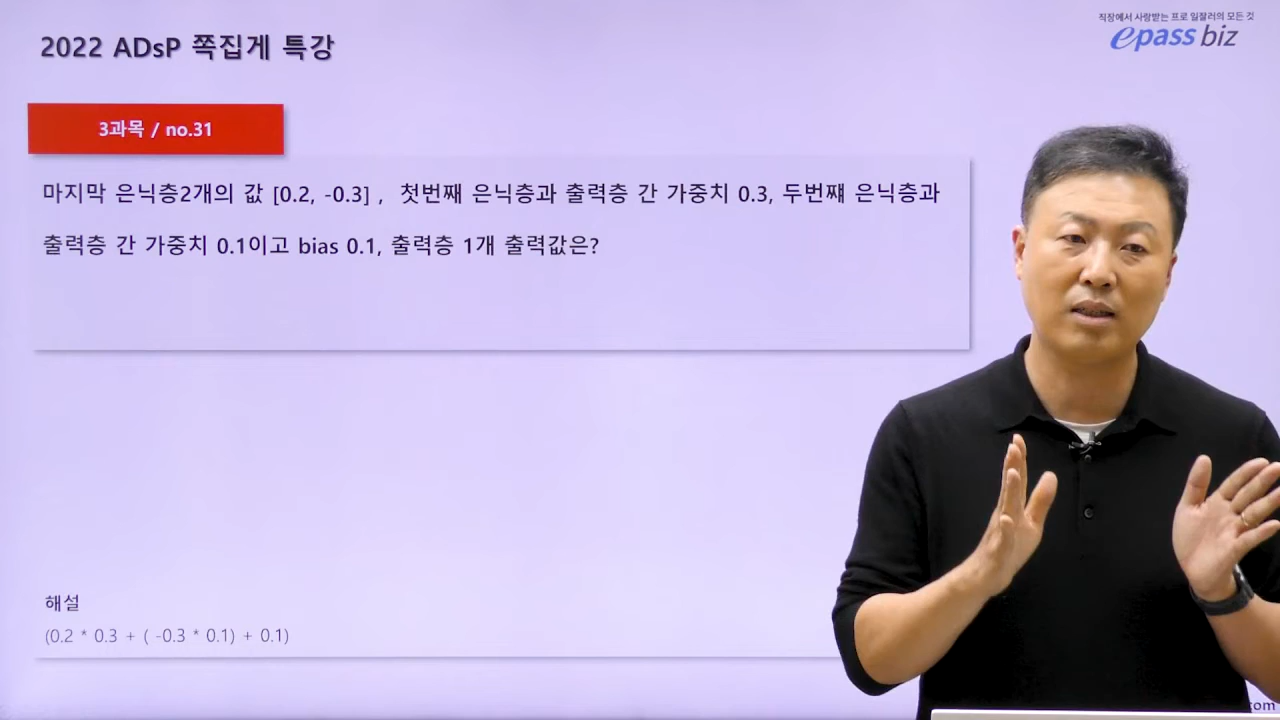 2022 ADsP 쪽집게 특강
직장에서 사랑받는 프로 일잘러의 모든 것
epass biz
3과목 / no.31
마지막 은닉층2개의 값 [0.2, -0.3] , 첫번째 은닉층과 출력층 간 가중치 0.3, 두번쨰 은닉층과
출력층 간 가중치 0.1이고 bias 0.1, 출력층 1개 출력값은?
해설
(0.2 * 0.3 + ( -0.3 * 0.1) + 0.1)
com